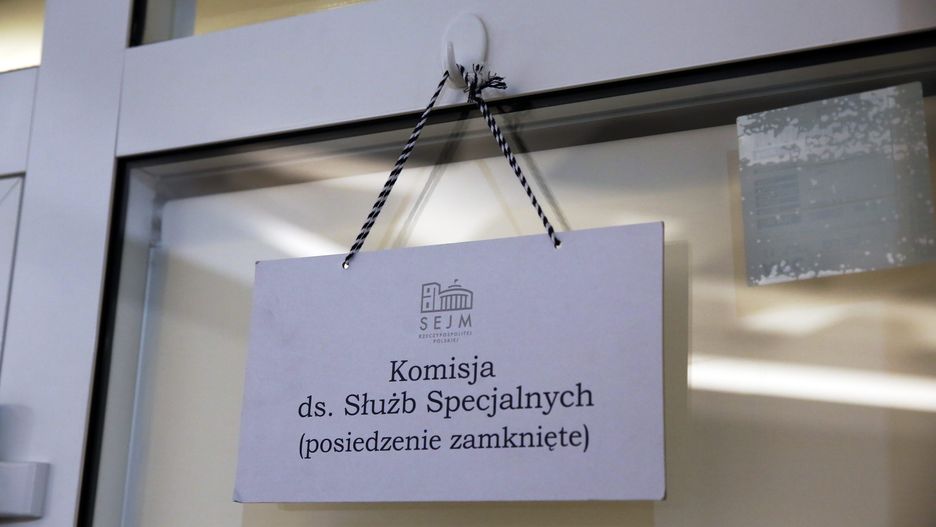 SEJM
RZECZYPOSPOLITEJ
POLSKIEJ
Komisja
ds. Służb Specjalnych
(posiedzenie zamknięte)